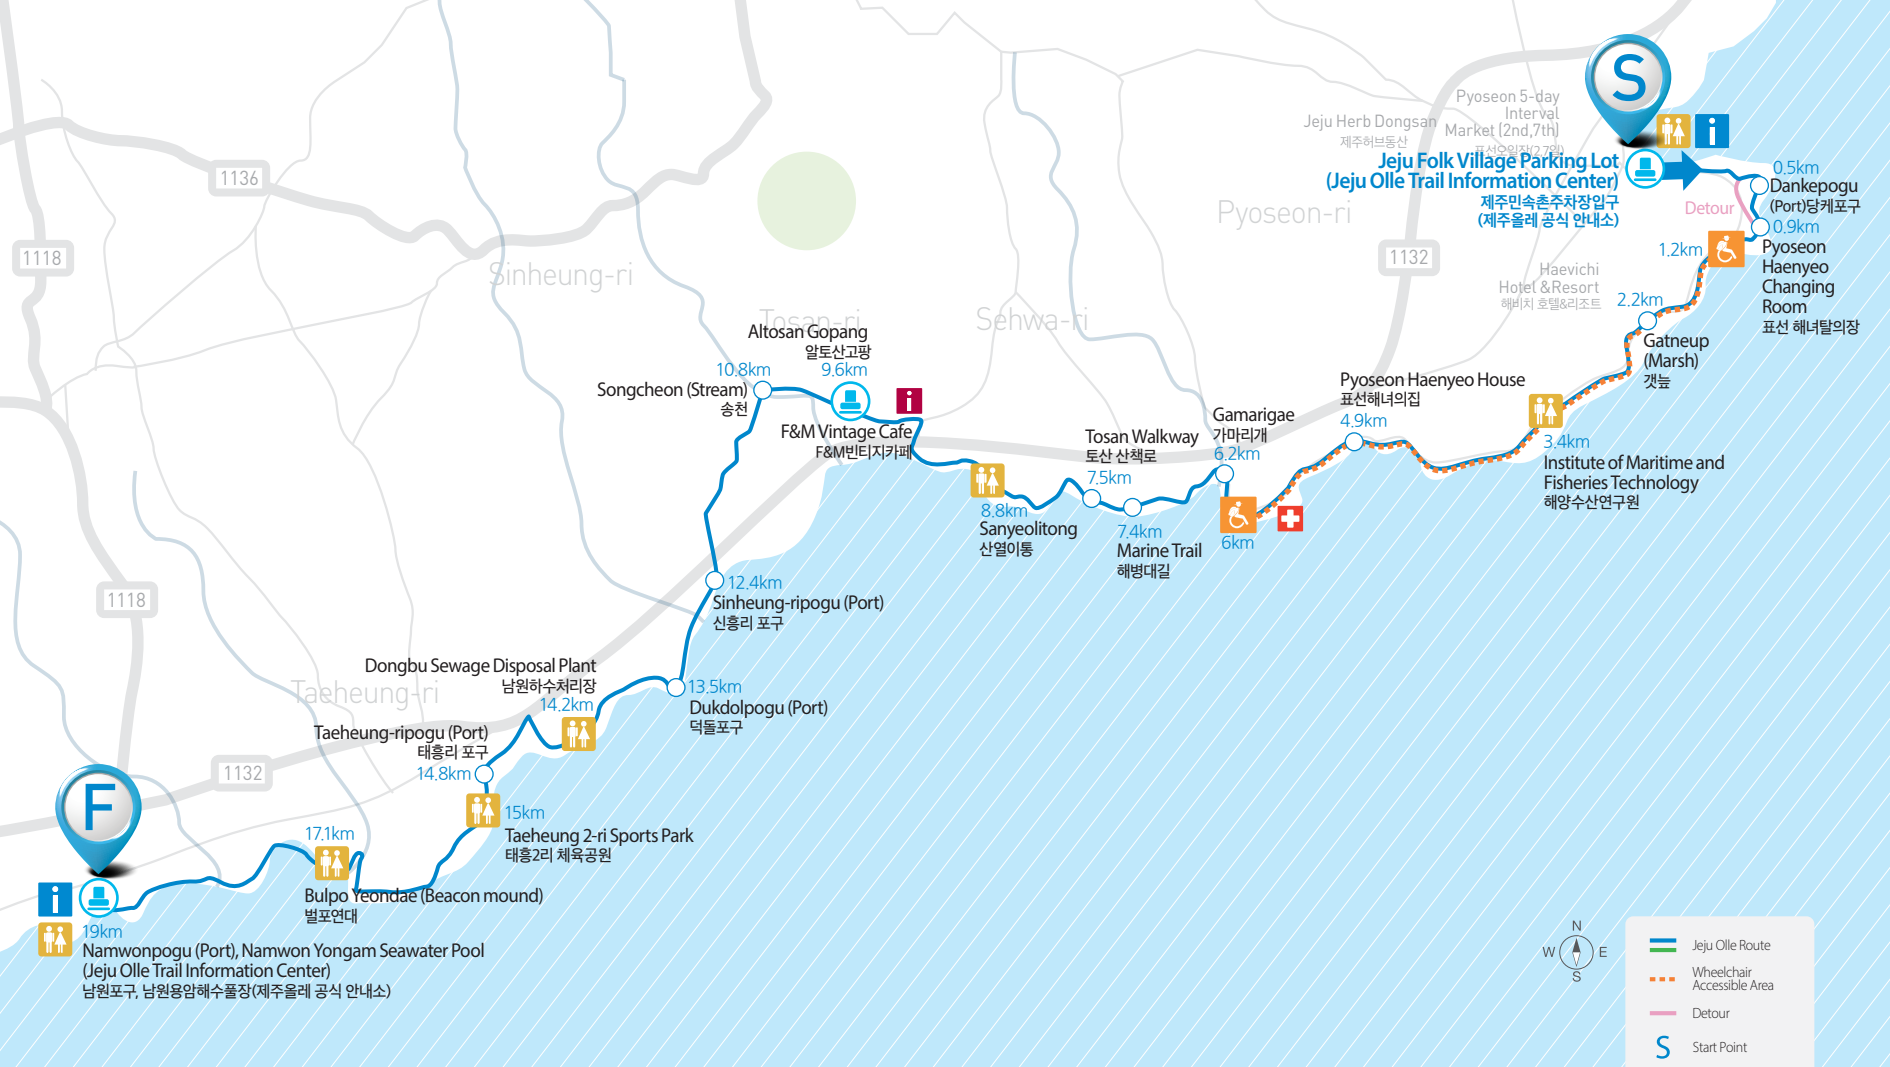 S
Pyoseon 5-day
Interval
Market (2nd,7th)
표선오일장(2,7일)
Jeju Herb Dongsan
제주허브동산
Jeju Folk Village Parking Lot
(Jeju Olle Trail Information Center)
제주민속촌주차장입구
(제주올레 공식 안내소)
i
0.5km
Dankepogu
(Port)당케포구
Detour
0.9km
Pyoseon
Haenyeo
Changing
Room
표선 해녀탈의장
1.2km
1136
1118
Sinheung-ri
Tosan-ri
Sehwa-ri
Pyoseon-ri
1132
Haevichi
Hotel &Resort
해비치 호텔&리조트
2.2km
Gatneup
(Marsh)
갯늪
Altosan Gopang
알토산고팡
9.6km
10.8km
Songcheon (Stream)
송천
i
F&M Vintage Cafe
F&M빈티지카페
Pyoseon Haenyeo House
표선해녀의집
4.9km
3.4km
Institute of Maritime and
Fisheries Technology
해양수산연구원
Gamarigae
가마리개
6.2km
6km
Tosan Walkway
토산 산책로
7.5km
7.4km
Marine Trail
해병대길
8.8km
Sanyeolitong
산열이통
12.4km
Sinheung-ripogu (Port)
신흥리 포구
1118
Dongbu Sewage Disposal Plant
남원하수처리장
14.2km
13.5km
Dukdolpogu (Port)
덕돌포구
Taeheung-ri
Taeheung-ripogu (Port)
태흥리 포구
14.8km
1132
15km
Taeheung 2-ri Sports Park
태흥2리 체육공원
F
17.1km
Bulpo Yeondae (Beacon mound)
벌포연대
i
19km
Namwonpogu (Port), Namwon Yongam Seawater Pool
(Jeju Olle Trail Information Center)
남원포구, 남원용암해수풀장(제주올레 공식 안내소)
N
W
E
S
Jeju Olle Route
Wheelchair
Accessible Area
Detour
S
Start Point